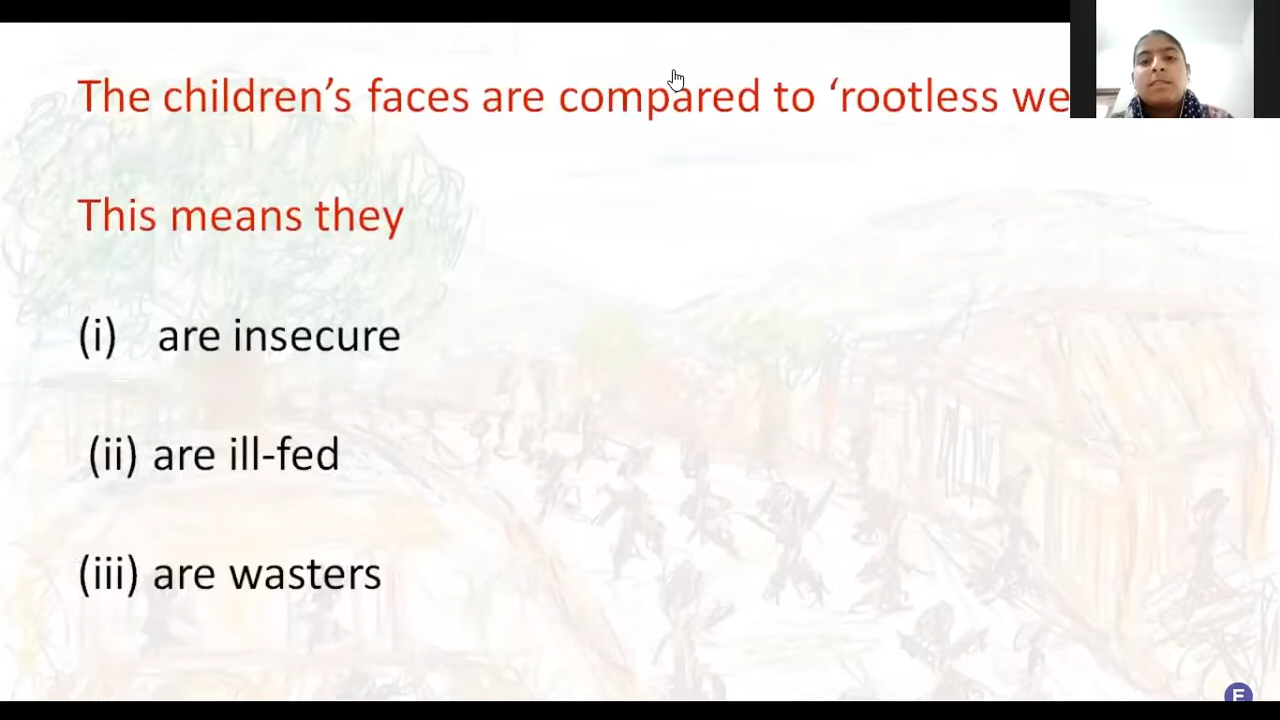 The children’s faces are compared to ‘rootless
This means they
(i) are insecure
(ii) are ill-fed
(iii) are wasters
E